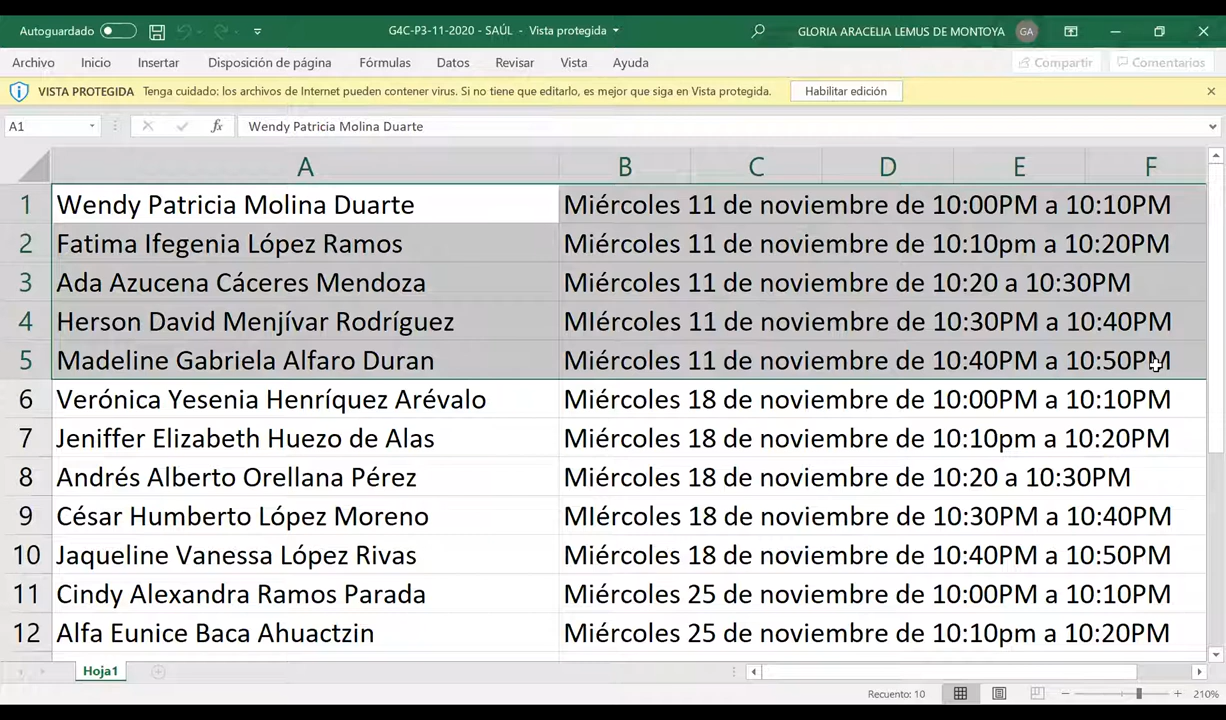 Autoguardado G4C-P3-11-2020 - SAÚL - Vista protegida GLORIA ARACELIA LEMUS DE MONTOYA GA
Archivo Inicio Insertar Disposición de página Fórmulas Datos Revisar Vista Ayuda Compartir Comentarios
VISTA PROTEGIDA Tenga cuidado: los archivos de Internet pueden contener virus. Si no tiene que editarlo, es mejor que siga en Vista protegida. Habilitar edición
A1 fx Wendy Patricia Molina Duarte
A B C D E F
1 Wendy Patricia Molina Duarte Miércoles 11 de noviembre de 10:00PM a 10:10PM
2 Fatima Ifegenia López Ramos Miércoles 11 de noviembre de 10:10pm a 10:20PM
3 Ada Azucena Cáceres Mendoza Miércoles 11 de noviembre de 10:20 a 10:30PM
4 Herson David Menjívar Rodríguez MIércoles 11 de noviembre de 10:30PM a 10:40PM
5 Madeline Gabriela Alfaro Duran Miércoles 11 de noviembre de 10:40PM a 10:50PM
6 Verónica Yesenia Henríquez Arévalo Miércoles 18 de noviembre de 10:00PM a 10:10PM
7 Jeniffer Elizabeth Huezo de Alas Miércoles 18 de noviembre de 10:10pm a 10:20PM
8 Andrés Alberto Orellana Pérez Miércoles 18 de noviembre de 10:20 a 10:30PM
9 César Humberto López Moreno MIércoles 18 de noviembre de 10:30PM a 10:40PM
10 Jaqueline Vanessa López Rivas Miércoles 18 de noviembre de 10:40PM a 10:50PM
11 Cindy Alexandra Ramos Parada Miércoles 25 de noviembre de 10:00PM a 10:10PM
12 Alfa Eunice Baca Ahuactzin Miércoles 25 de noviembre de 10:10pm a 10:20PM
Hoja1
Recuento: 10 210%